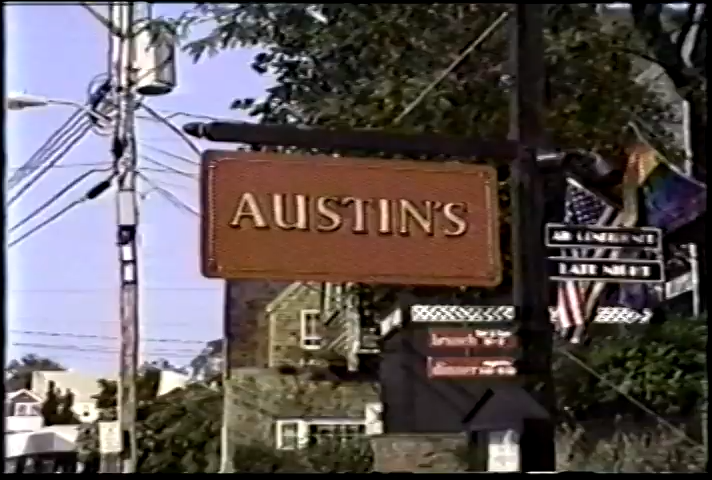 AUSTIN'S
AIR CONDITIONED
LATE NIGHT
brunch
dinner